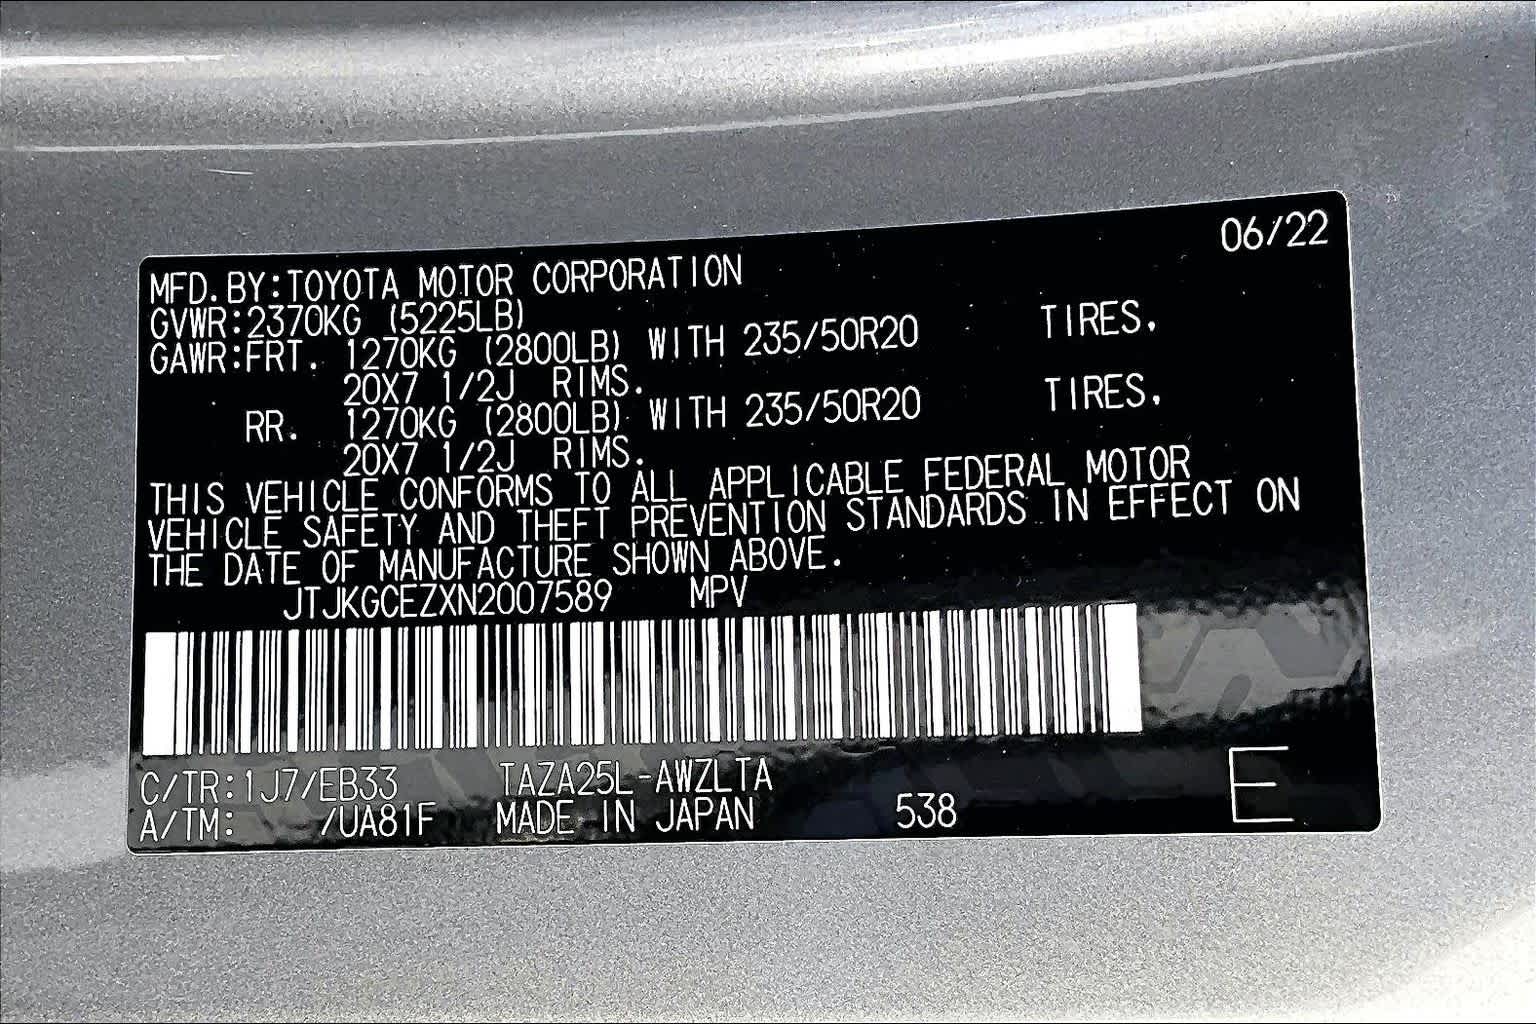 06/22
MFD.BY:TOYOTA MOTOR CORPORATION
GVWR:2370KG (5225LB)
GAWR:FRT. 1270KG (2800LB) WITH 235/50R20 TIRES.
20X7 1/2J RIMS.
RR. 1270KG (2800LB) WITH 235/50R20 TIRES.
20X7 1/2J RIMS.
THIS VEHICLE CONFORMS TO ALL APPLICABLE FEDERAL MOTOR
VEHICLE SAFETY AND THEFT PREVENTION STANDARDS IN EFFECT ON
THE DATE OF MANUFACTURE SHOWN ABOVE.
JTJKGCEZXN2007589 MPV
C/TR:1J7/EB33 TAZA25L-AWZLTA
A/TM: /UA81F MADE IN JAPAN 538 E